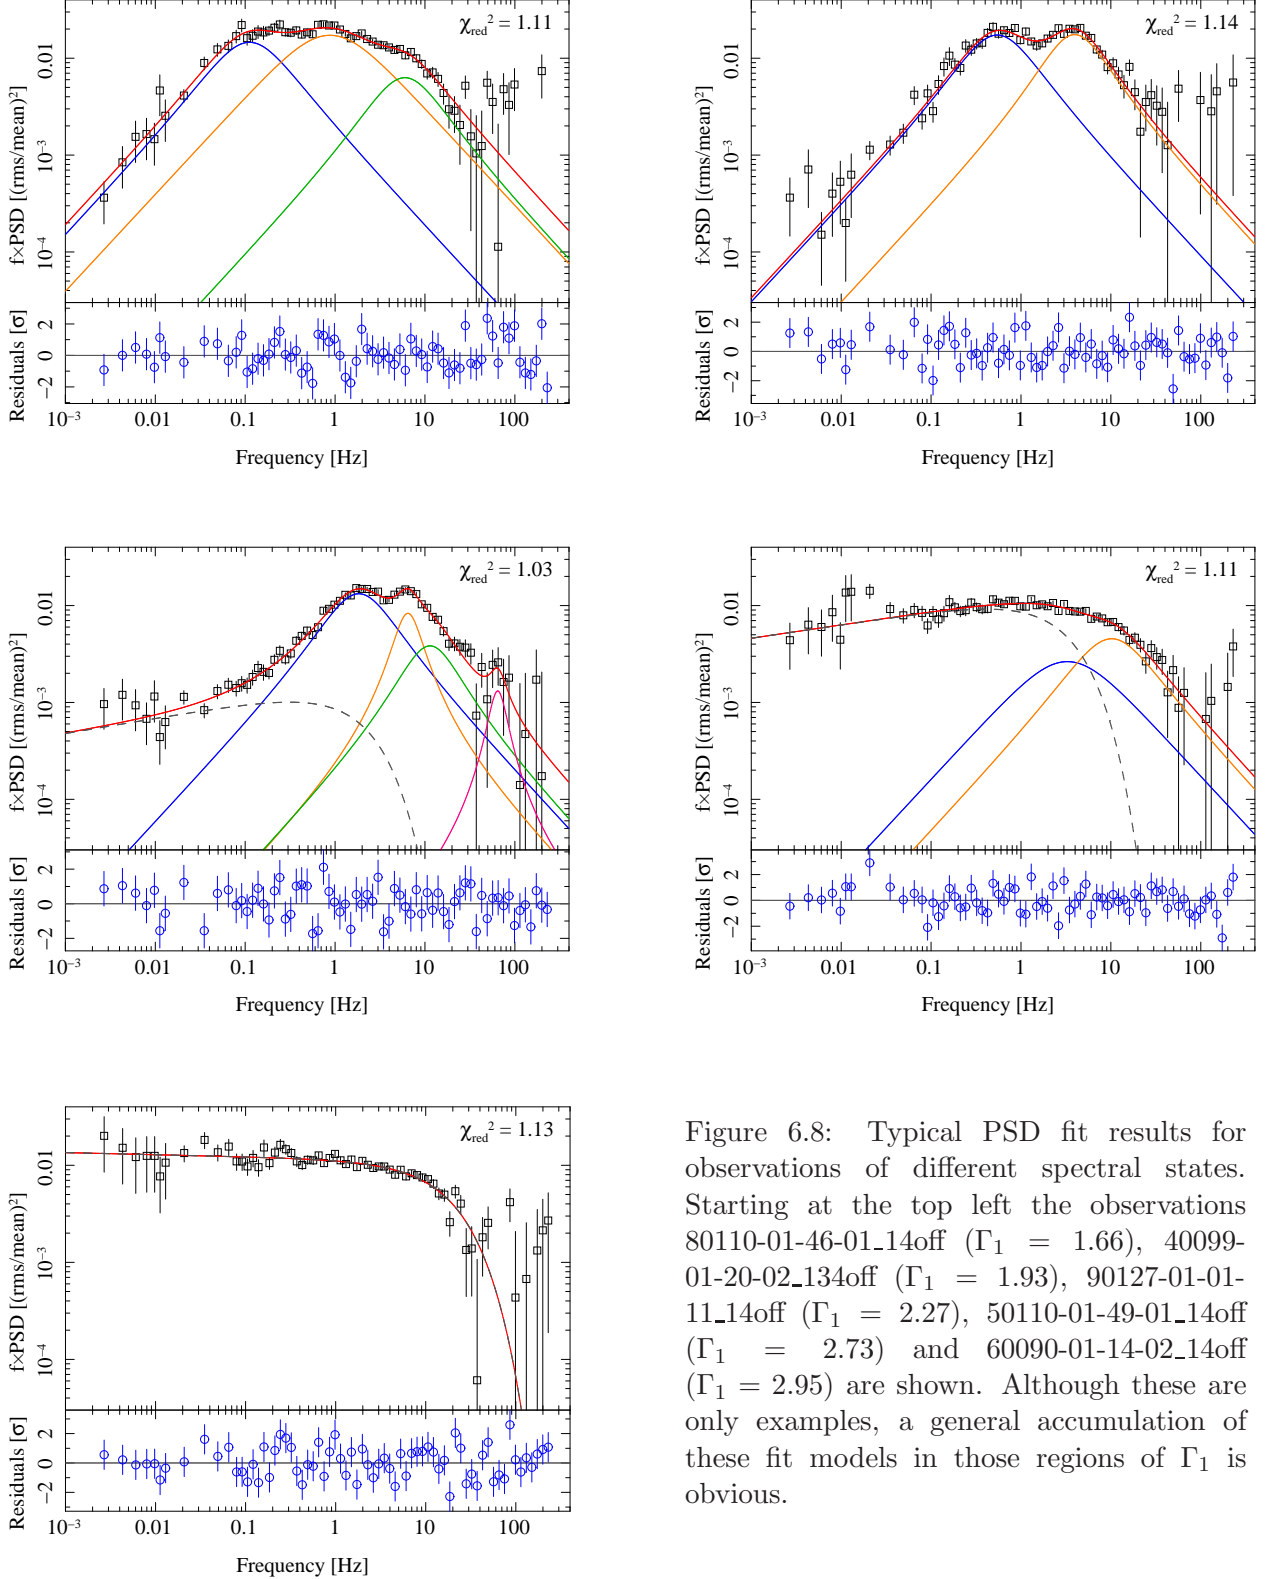 χred² = 1.11
f×PSD [(rms/mean)²]
0.01
10⁻³
10⁻⁴
Residuals [σ]
2
0
−2
10⁻³ 0.01 0.1 1 10 100
Frequency [Hz]
χred² = 1.14
f×PSD [(rms/mean)²]
0.01
10⁻³
10⁻⁴
Residuals [σ]
2
0
−2
10⁻³ 0.01 0.1 1 10 100
Frequency [Hz]
χred² = 1.03
f×PSD [(rms/mean)²]
0.01
10⁻³
10⁻⁴
Residuals [σ]
2
0
−2
10⁻³ 0.01 0.1 1 10 100
Frequency [Hz]
χred² = 1.11
f×PSD [(rms/mean)²]
0.01
10⁻³
10⁻⁴
Residuals [σ]
2
0
−2
10⁻³ 0.01 0.1 1 10 100
Frequency [Hz]
χred² = 1.13
f×PSD [(rms/mean)²]
0.01
10⁻³
10⁻⁴
Residuals [σ]
2
0
−2
10⁻³ 0.01 0.1 1 10 100
Frequency [Hz]
Figure 6.8: Typical PSD fit results for
observations of different spectral states.
Starting at the top left the observations
80110-01-46-01_14off (Γ₁ = 1.66), 40099-
01-20-02_134off (Γ₁ = 1.93), 90127-01-01-
11_14off (Γ₁ = 2.27), 50110-01-49-01_14off
(Γ₁ = 2.73) and 60090-01-14-02_14off
(Γ₁ = 2.95) are shown. Although these are
only examples, a general accumulation of
these fit models in those regions of Γ₁ is
obvious.